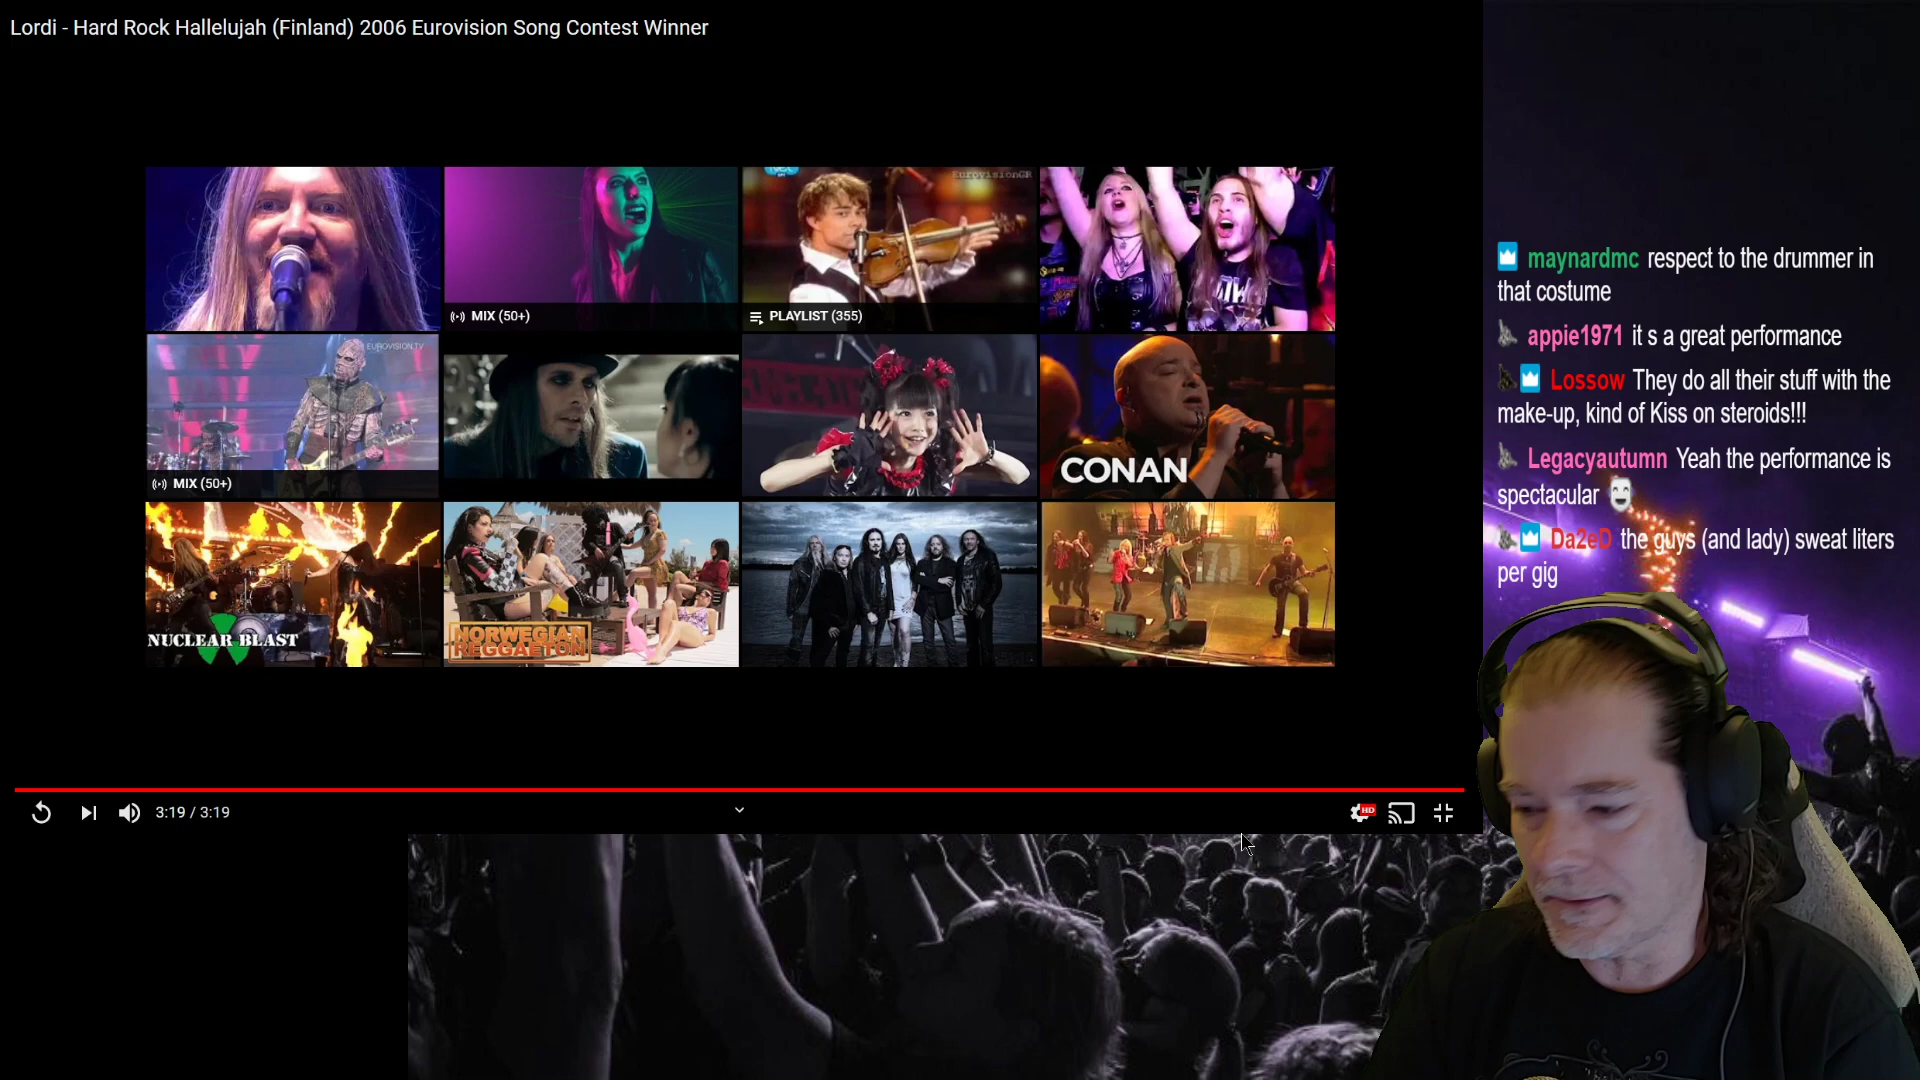 Lordi - Hard Rock Hallelujah (Finland) 2006 Eurovision Song Contest Winner
EurovisionGR
MIX (50+)
PLAYLIST (355)
EUROVISION.TV
MIX (50+)
CONAN
NUCLEAR BLAST
NORWEGIAN
REGGAETON
3:19 / 3:19
HD
maynardmc respect to the drummer in
that costume
appie1971 it s a great performance
Lossow They do all their stuff with the
make-up, kind of Kiss on steroids!!!
Legacyautumn Yeah the performance is
spectacular
Da2eD the guys (and lady) sweat liters
per gig